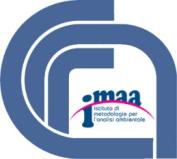 imaa
istituto di
metodologie per
l'analisi ambientale